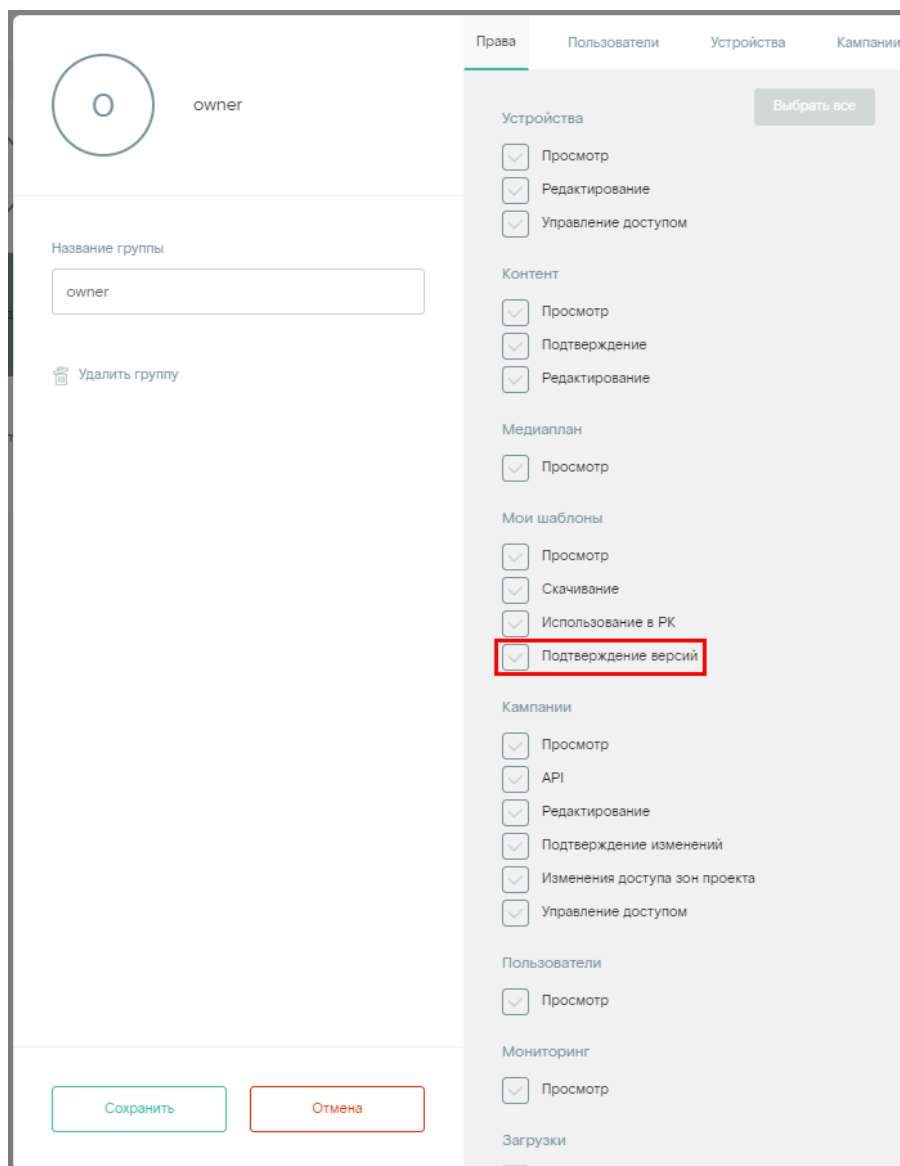 Права Пользователи Устройства Кампании
O owner
Выбрать все
Название группы
owner
Удалить группу
Сохранить Отмена
Устройства
Просмотр
Редактирование
Управление доступом
Контент
Просмотр
Подтверждение
Редактирование
Медиаплан
Просмотр
Мои шаблоны
Просмотр
Скачивание
Использование в РК
Подтверждение версий
Кампании
Просмотр
API
Редактирование
Подтверждение изменений
Изменения доступа зон проекта
Управление доступом
Пользователи
Просмотр
Мониторинг
Просмотр
Загрузки